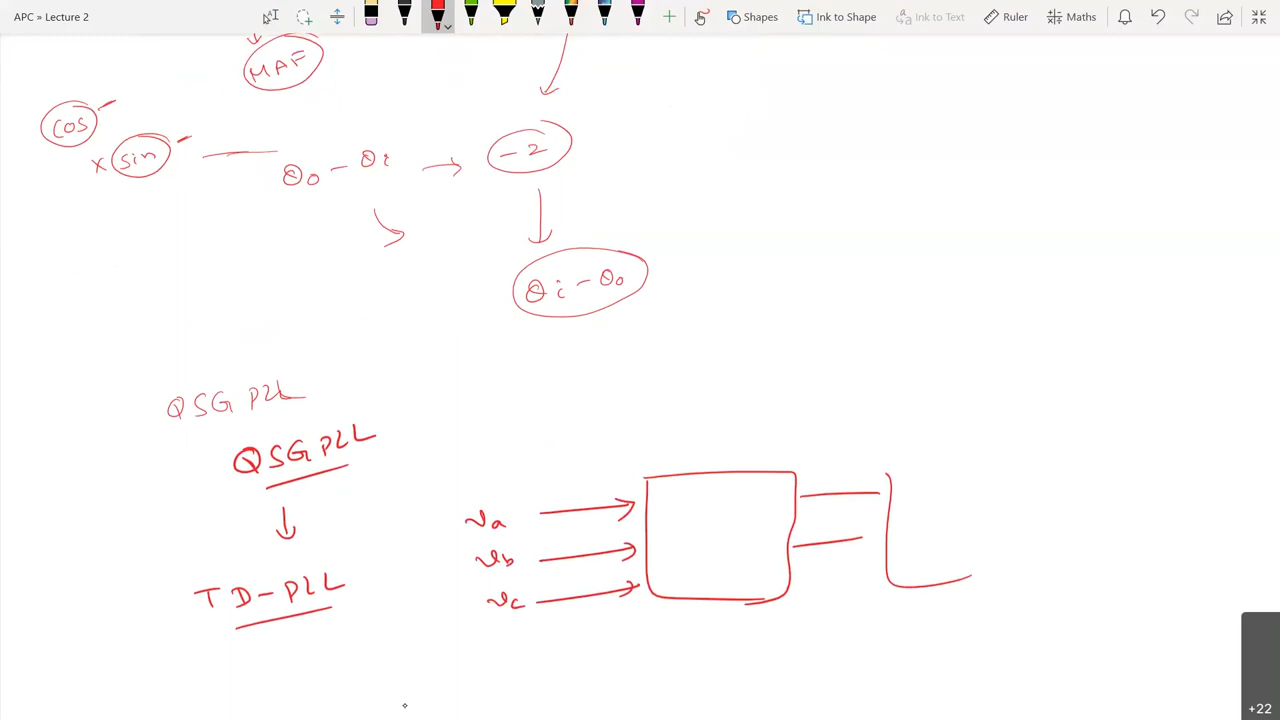 APC » Lecture 2
Shapes
Ink to Shape
Ink to Text
Ruler
Maths
MAF
cos
× sin
θo - θi
-2
θi - θo
QSG PLL
QSG PLL
TD-PLL
va
vb
vc
+22